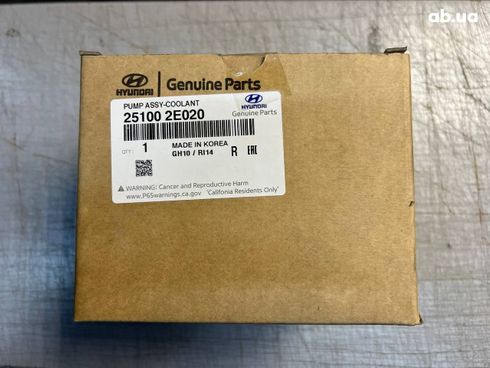 ab.ua
HYUNDAI | Genuine Parts
PUMP ASSY-COOLANT
25100 2E020
HYUNDAI
Genuine Parts
QTY: 1 MADE IN KOREA
GH10 / RI14 R EAC
WARNING: Cancer and Reproductive Harm
www.P65warnings.ca.gov 'Califonia Residents Only'